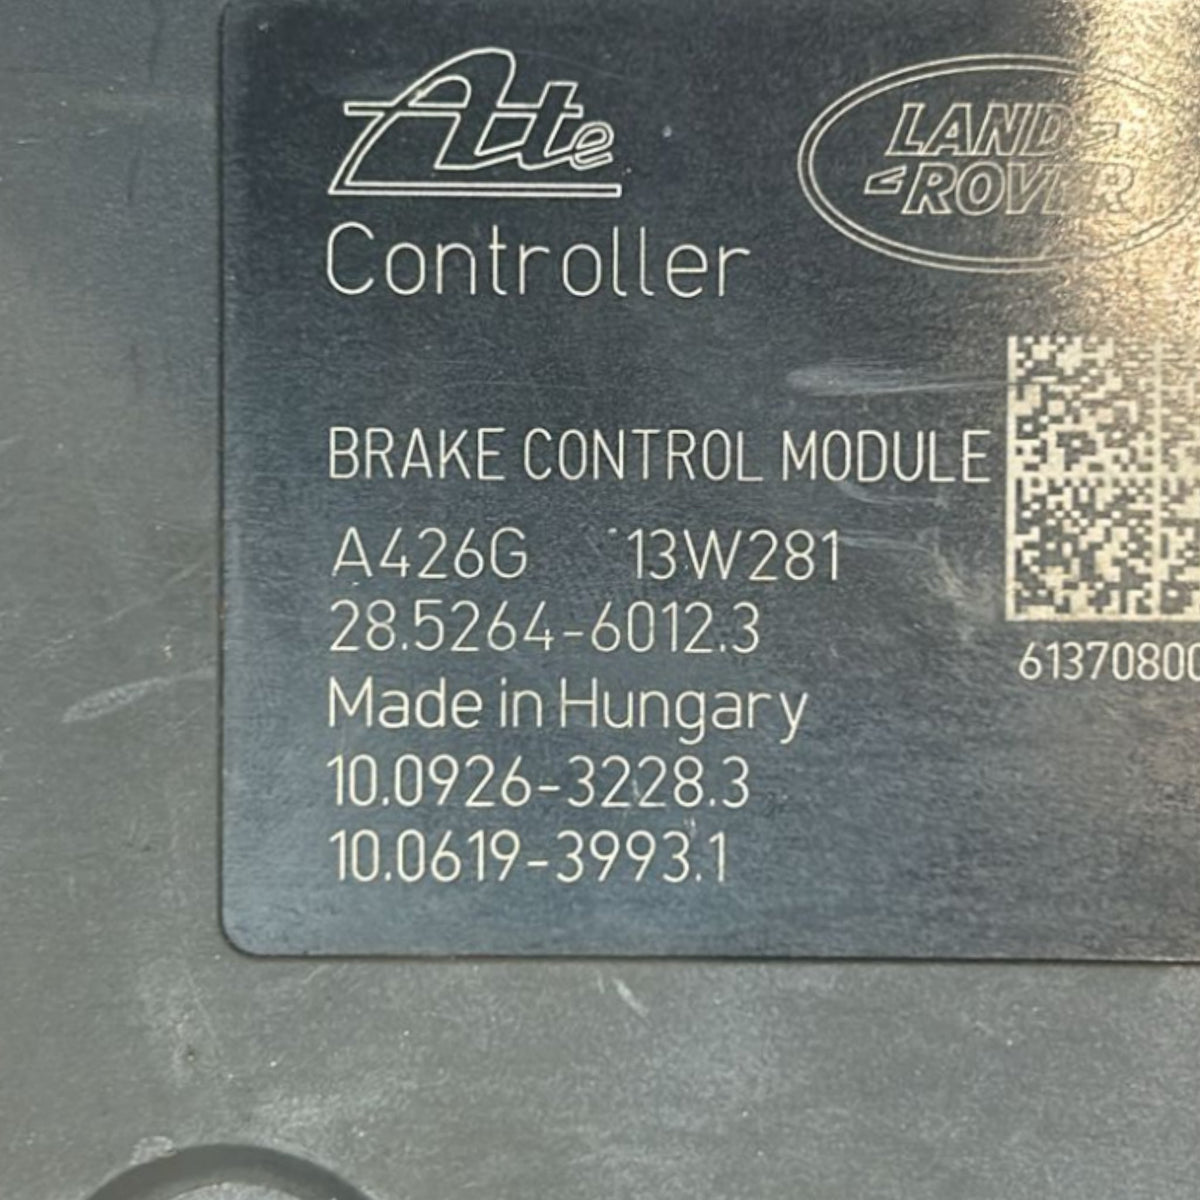 Ate
LAND-
-ROVER
Controller
BRAKE CONTROL MODULE
A426G 13W281
28.5264-6012.3
61370800
Made in Hungary
10.0926-3228.3
10.0619-3993.1